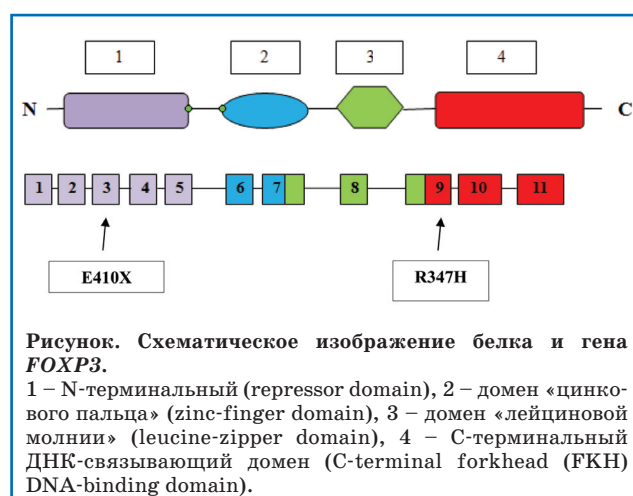 1 2 3 4
N C
1 2 3 4 5 6 7 8 9 10 11
E410X R347H
Рисунок. Схематическое изображение белка и гена
FOXP3.
1 – N-терминальный (repressor domain), 2 – домен «цинко-
вого пальца» (zinc-finger domain), 3 – домен «лейциновой
молнии» (leucine-zipper domain), 4 – С-терминальный
ДНК-связывающий домен (C-terminal forkhead (FKH)
DNA-binding domain).